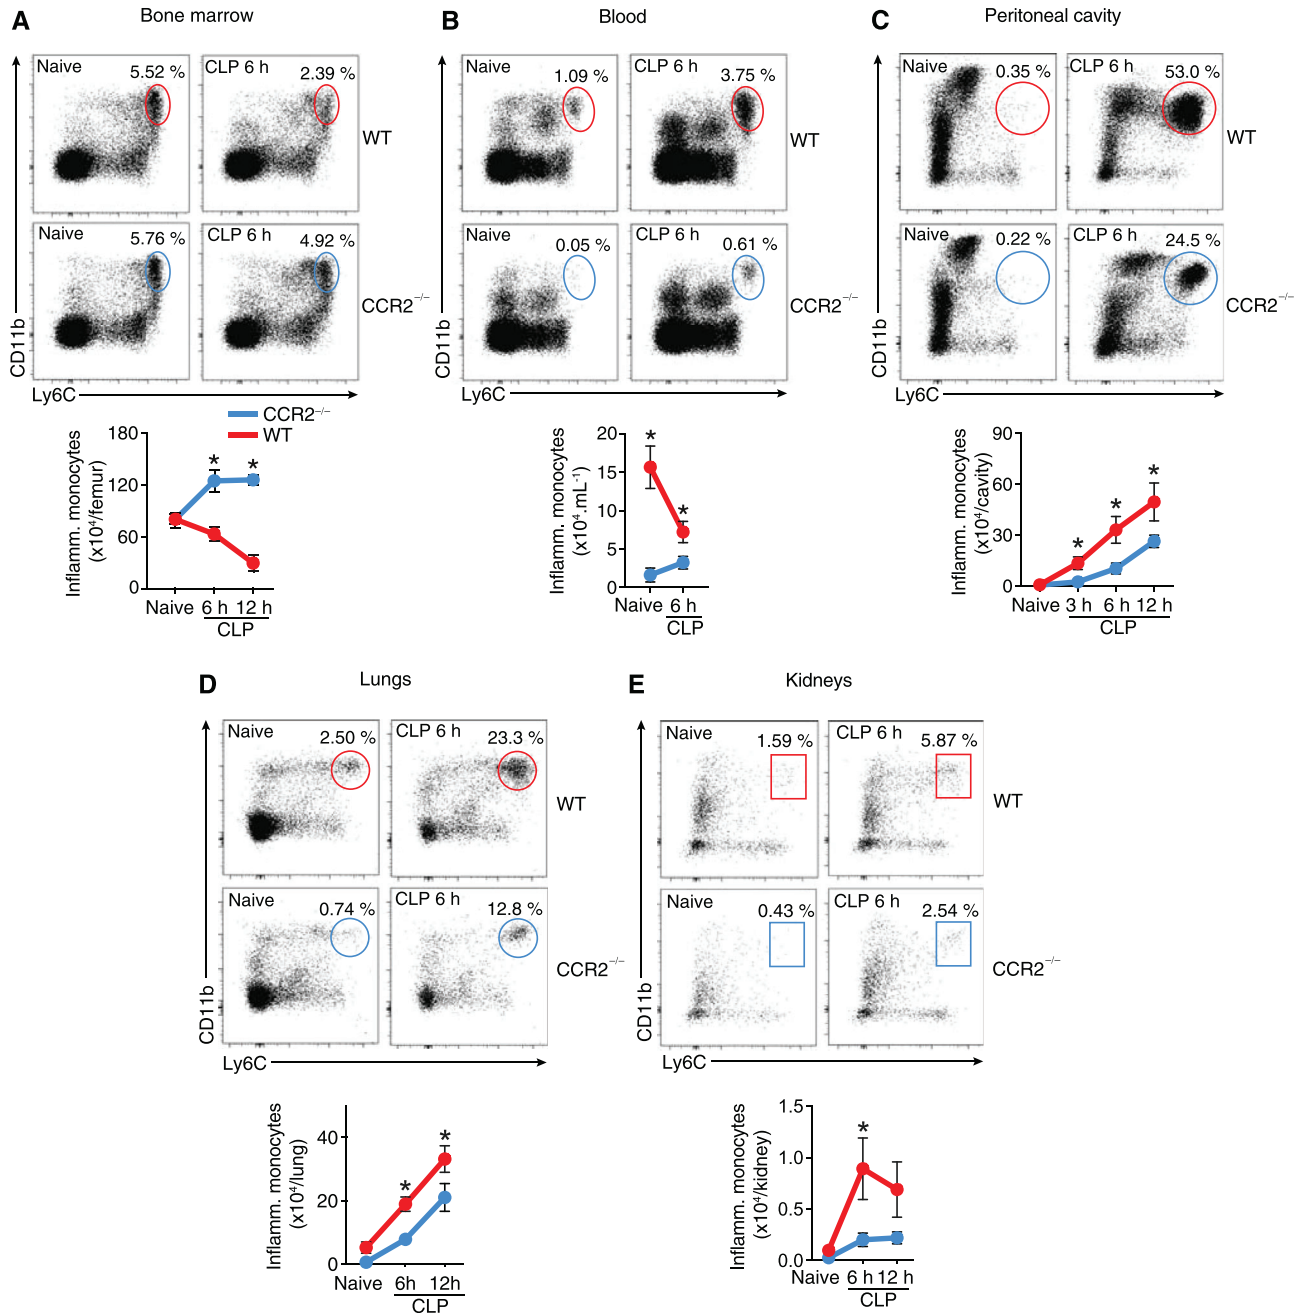 A
Bone marrow
Naive
5.52 %
CLP 6 h
2.39 %
WT
Naive
5.76 %
CLP 6 h
4.92 %
CCR2⁻/⁻
CD11b
Ly6C
CCR2⁻/⁻
WT
Inflamm. monocytes
(x10⁴/femur)
180
120
60
0
*
*
Naive 6 h 12 h
CLP
B
Blood
Naive
1.09 %
CLP 6 h
3.75 %
WT
Naive
0.05 %
CLP 6 h
0.61 %
CCR2⁻/⁻
CD11b
Ly6C
Inflamm. monocytes
(x10⁴.mL⁻¹)
20
15
10
5
0
*
*
Naive 6 h
CLP
C
Peritoneal cavity
Naive
0.35 %
CLP 6 h
53.0 %
WT
Naive
0.22 %
CLP 6 h
24.5 %
CCR2⁻/⁻
CD11b
Ly6C
Inflamm. monocytes
(x10⁴/cavity)
90
60
30
0
*
*
*
Naive 3 h 6 h 12 h
CLP
D
Lungs
Naive
2.50 %
CLP 6 h
23.3 %
WT
Naive
0.74 %
CLP 6 h
12.8 %
CCR2⁻/⁻
CD11b
Ly6C
Inflamm. monocytes
(x10⁴/lung)
40
20
0
*
*
Naive 6h 12h
CLP
E
Kidneys
Naive
1.59 %
CLP 6 h
5.87 %
WT
Naive
0.43 %
CLP 6 h
2.54 %
CCR2⁻/⁻
CD11b
Ly6C
Inflamm. monocytes
(x10⁴/kidney)
1.5
1.0
0.5
0.0
*
Naive 6 h 12 h
CLP